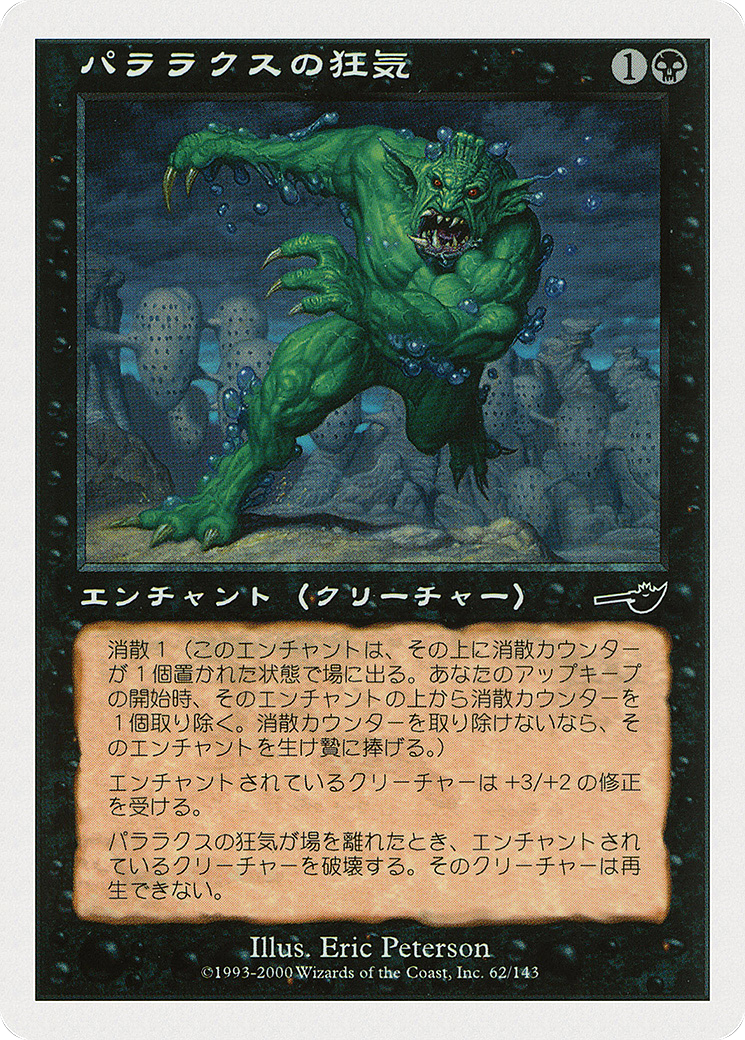 パララクスの狂気 1
エンチャント（クリーチャー）
消散１（このエンチャントは、その上に消散カウンター
が１個置かれた状態で場に出る。あなたのアップキープ
の開始時、そのエンチャントの上から消散カウンターを
１個取り除く。消散カウンターを取り除けないなら、そ
のエンチャントを生け贄に捧げる。）
エンチャントされているクリーチャーは +3/+2 の修正
を受ける。
パララクスの狂気が場を離れたとき、エンチャントされ
ているクリーチャーを破壊する。そのクリーチャーは再
生できない。
Illus. Eric Peterson
©1993-2000 Wizards of the Coast, Inc. 62/143